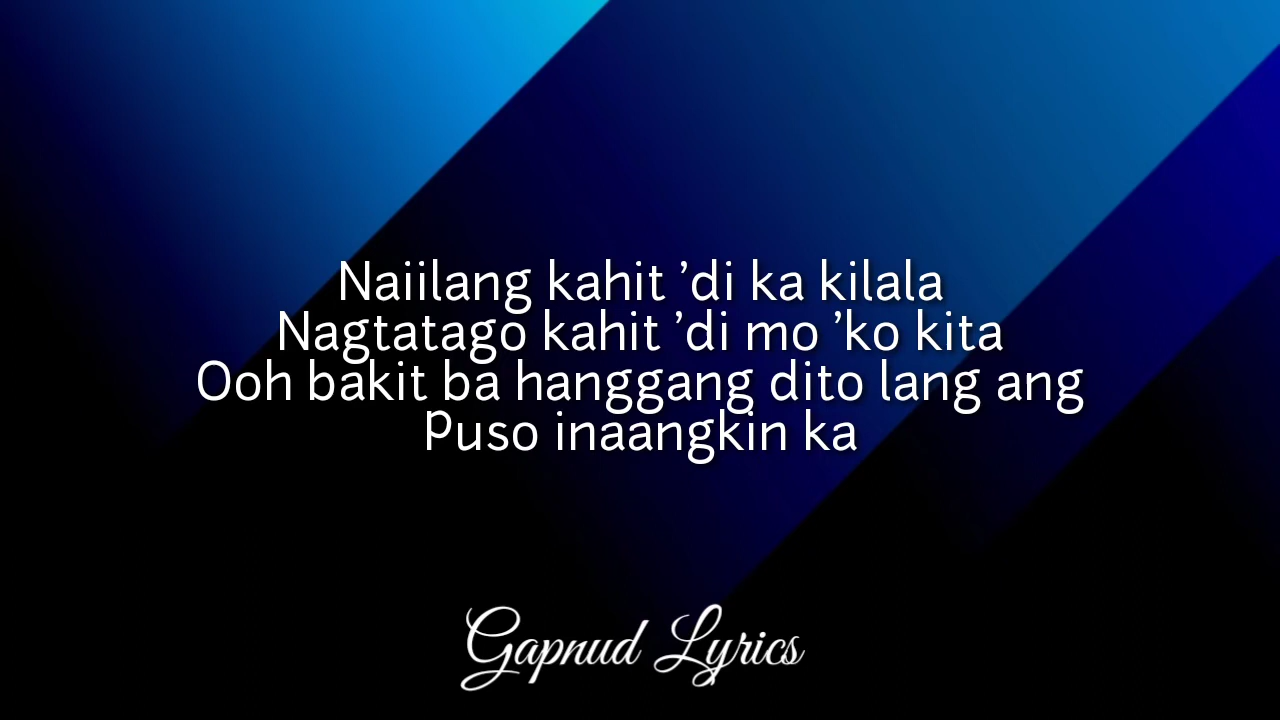 Naiilang kahit ’di ka kilala
Nagtatago kahit ’di mo ’ko kita
Ooh bakit ba hanggang dito lang ang
Puso inaangkin ka
Gapnud Lyrics